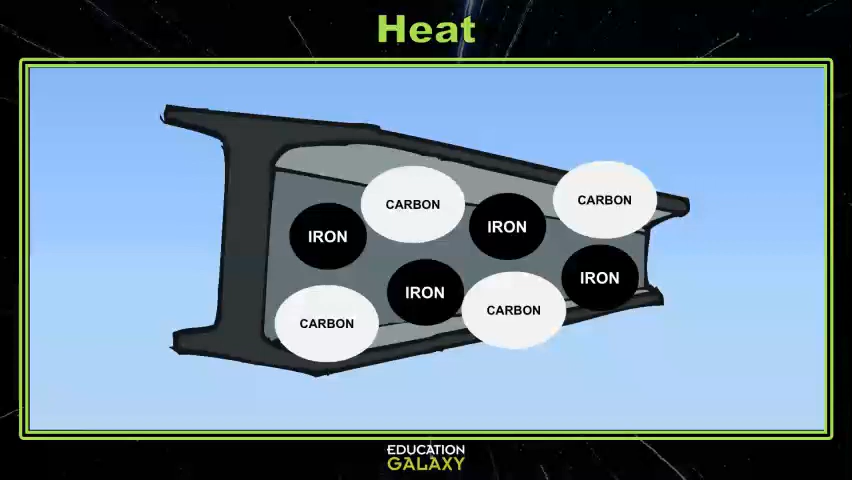 Heat
CARBON
CARBON
IRON
IRON
IRON
IRON
CARBON
CARBON
EDUCATION
GALAXY